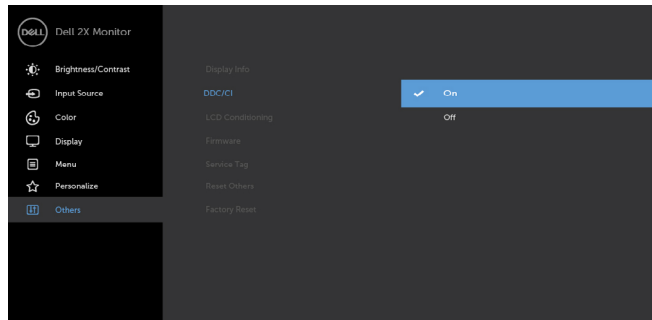 DELL Dell 2X Monitor
Brightness/Contrast
Input Source
Color
Display
Menu
Personalize
Others
Display Info
DDC/CI
LCD Conditioning
Firmware
Service Tag
Reset Others
Factory Reset
On
Off